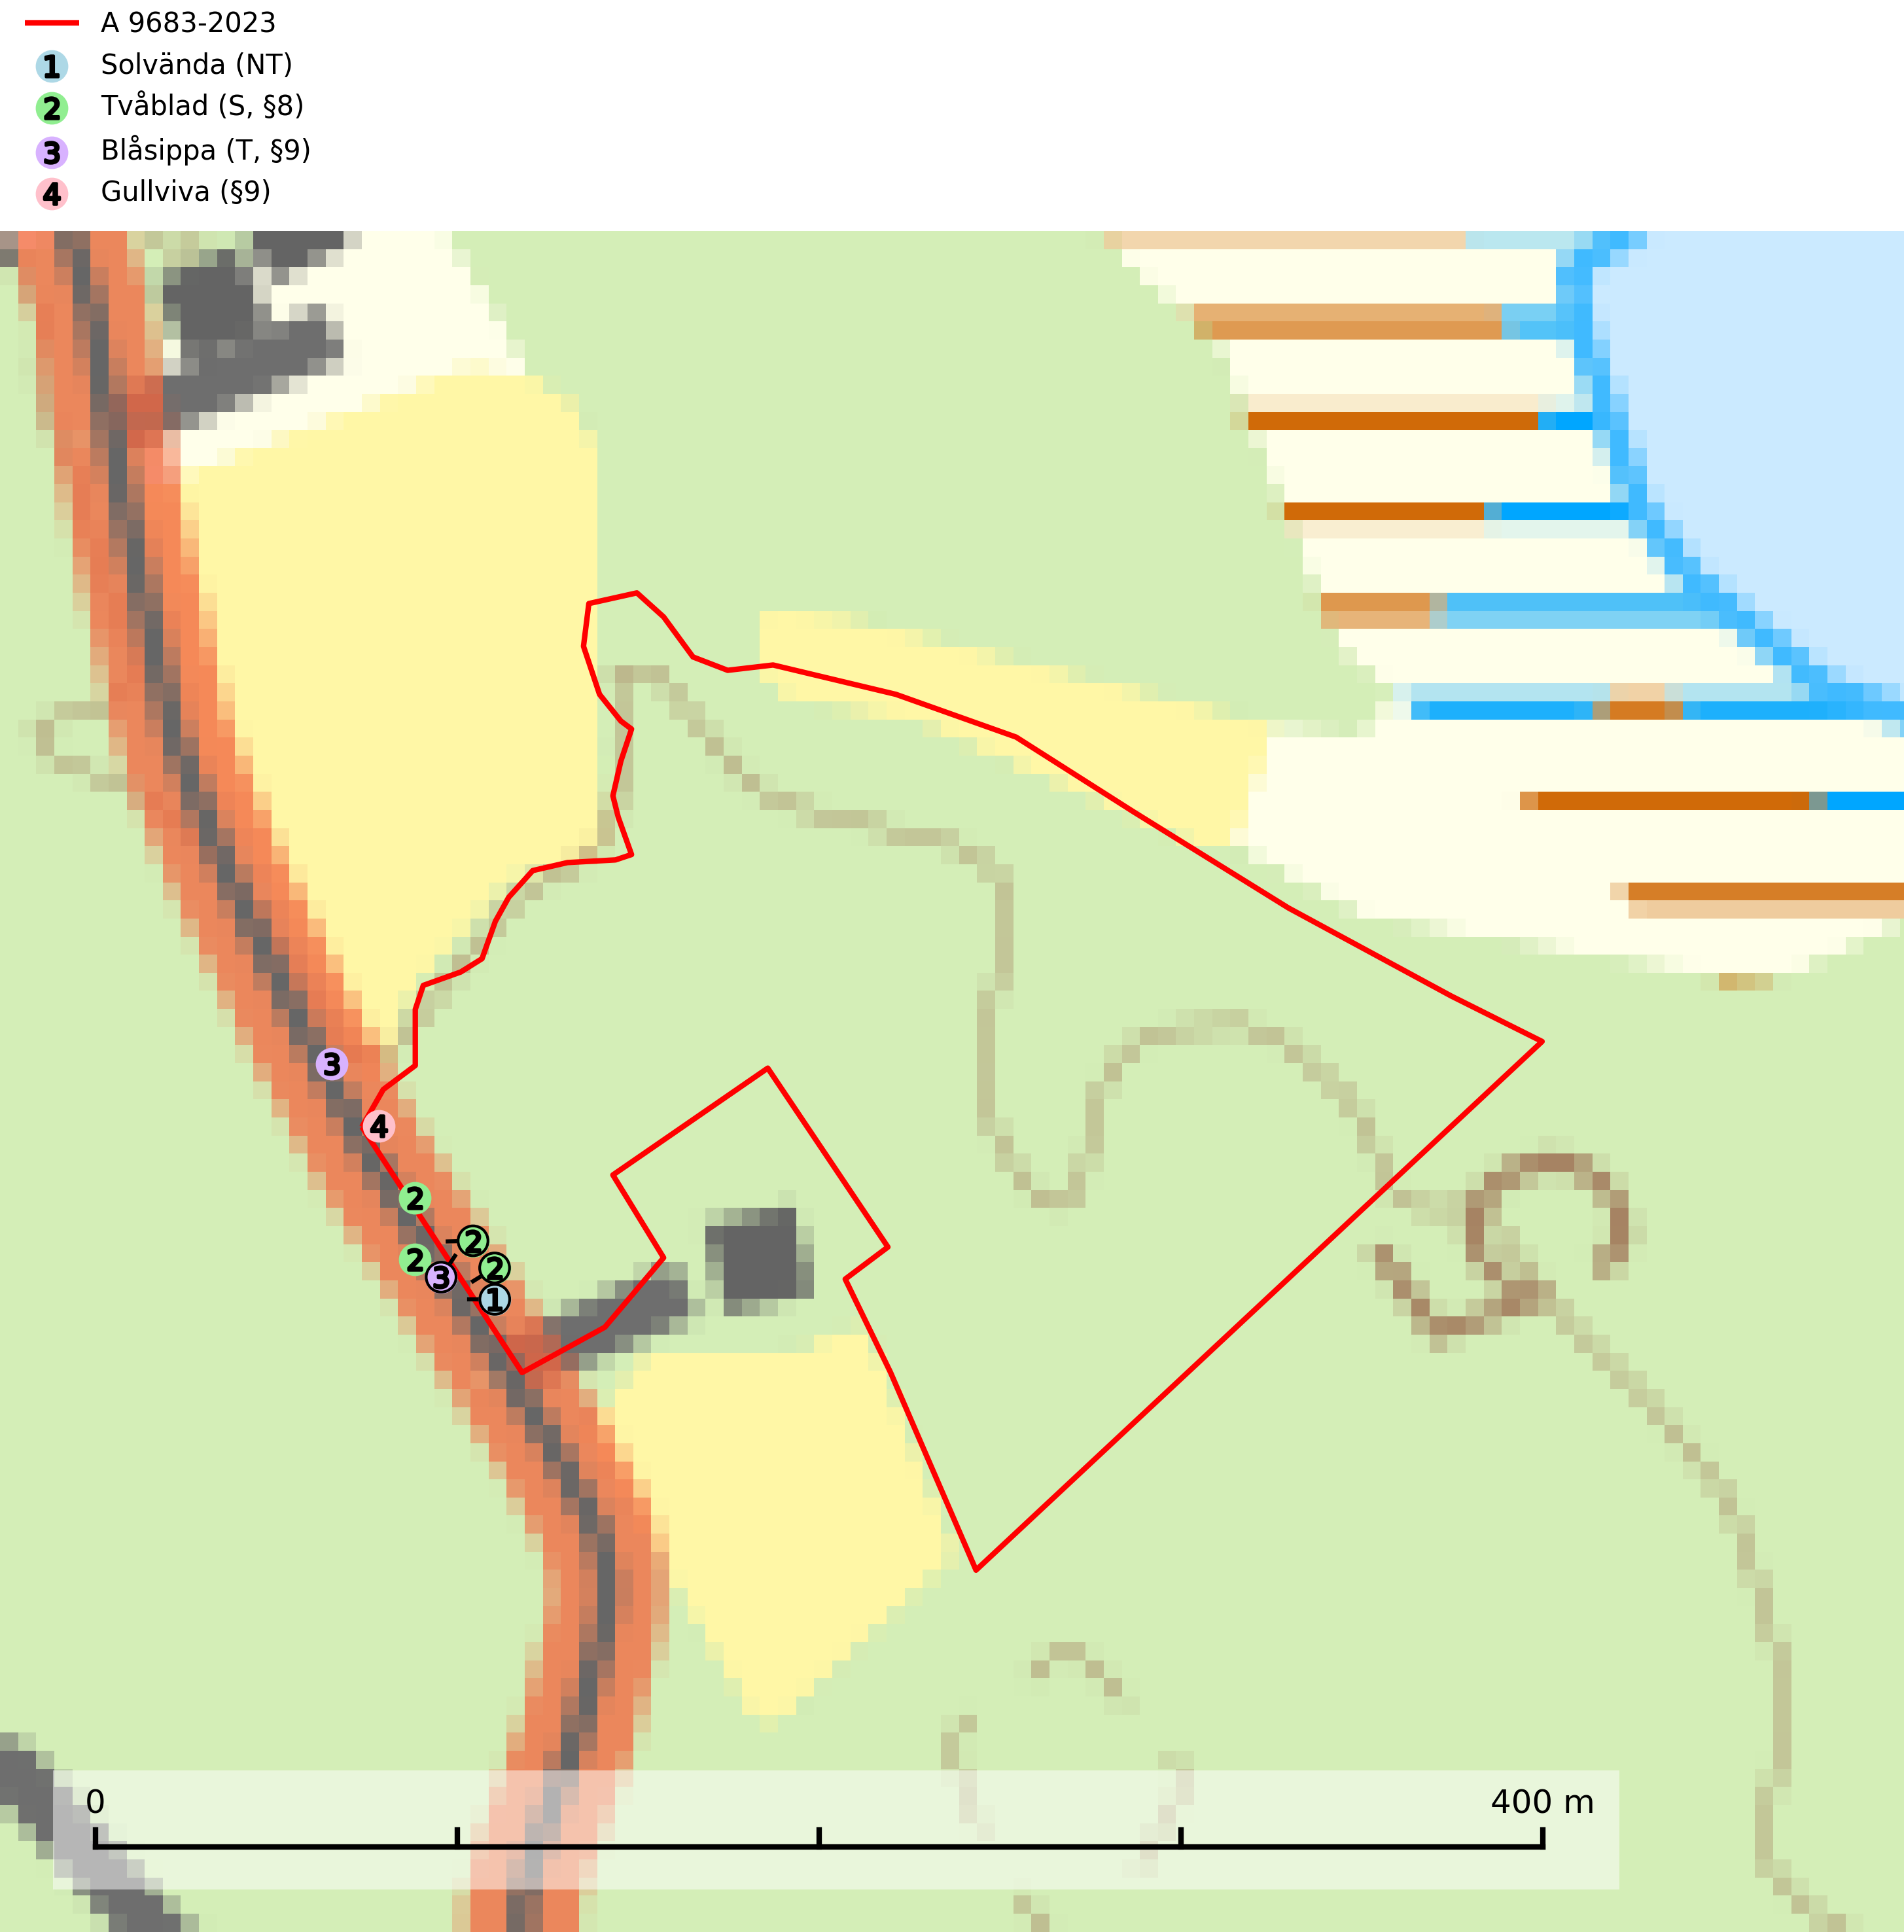 A 9683-2023
1 Solvända (NT)
2 Tvåblad (S, §8)
3 Blåsippa (T, §9)
4 Gullviva (§9)
3
4
2
2
2
3
2
1
0 400 m